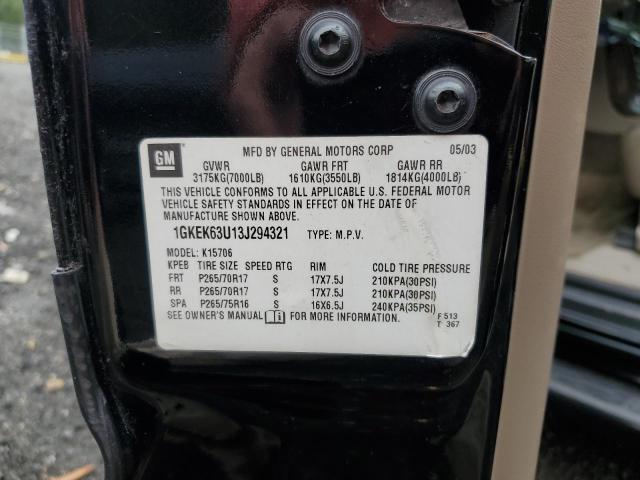 GM
MFD BY GENERAL MOTORS CORP 05/03
GVWR GAWR FRT GAWR RR
3175KG(7000LB) 1610KG(3550LB) 1814KG(4000LB)
THIS VEHICLE CONFORMS TO ALL APPLICABLE U.S. FEDERAL MOTOR
VEHICLE SAFETY STANDARDS IN EFFECT ON THE DATE OF
MANUFACTURE SHOWN ABOVE.
1GKEK63U13J294321 TYPE: M.P.V.
MODEL: K15706
KPEB TIRE SIZE SPEED RTG RIM COLD TIRE PRESSURE
FRT P265/70R17 S 17X7.5J 210KPA(30PSI)
RR P265/70R17 S 17X7.5J 210KPA(30PSI)
SPA P265/75R16 S 16X6.5J 240KPA(35PSI)
SEE OWNER'S MANUAL FOR MORE INFORMATION. F 513
T 367